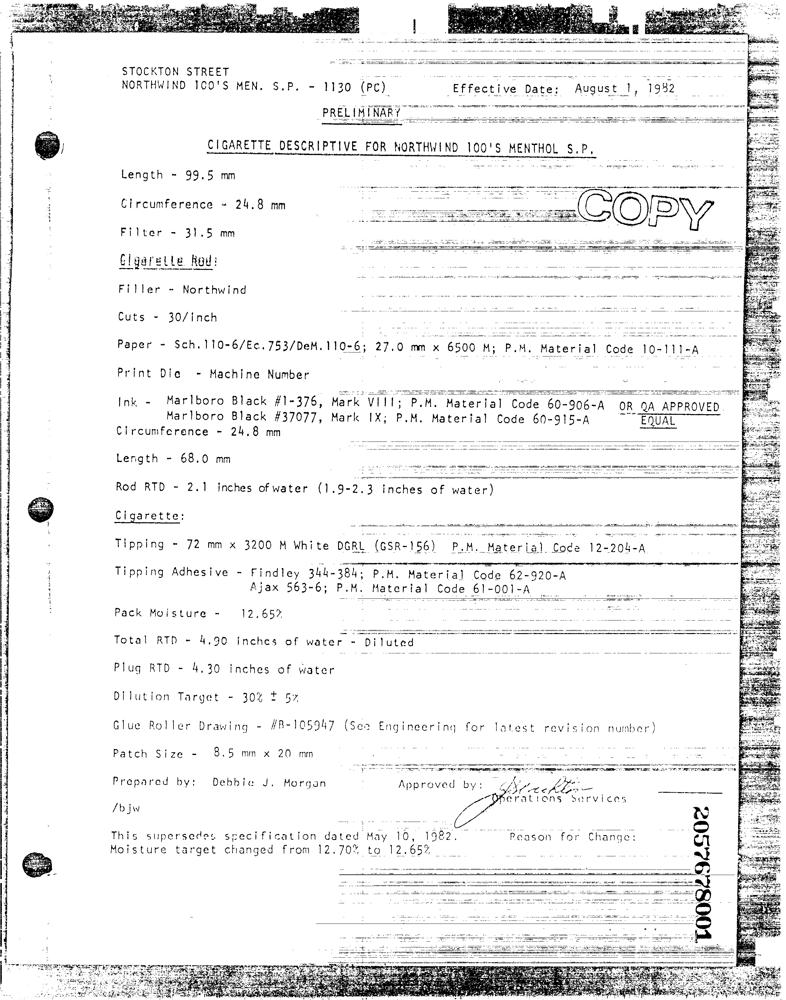 STOCKTON STREET
NORTHWIND 100'S MEN. S.P. - 1130 (PC) Effective Date: August 1, 1982
PRELIMINARY
CIGARETTE DESCRIPTIVE FOR NORTHWIND 100'S MENTHOL S.P.
Length - 99.5 mm
Circumference - 24.8 mm
COPY
Filter - 31.5 mm
Cigarette Rod:
Filler - Northwind
Cuts - 30/inch
Paper - Sch.110-6/Ec.753/DeM.110-6; 27.0 mm x 6500 M; P.M. Material Code 10-111-A
Print Die - Machine Number
Ink - Marlboro Black #1-376, Mark VIII; P.M. Material Code 60-906-A OR QA APPROVED
Marlboro Black #37077, Mark IX; P.M. Material Code 60-915-A EQUAL
Circumference - 24.8 mm
Length - 68.0 mm
Rod RTD - 2.1 inches of water (1.9-2.3 inches of water)
Cigarette:
Tipping - 72 mm x 3200 M White DGRL (GSR-156) P.M. Material Code 12-204-A
Tipping Adhesive - Findley 344-384; P.M. Material Code 62-920-A
Ajax 563-6; P.M. Material Code 61-001-A
Pack Moisture - 12.65%
Total RTD - 4.90 inches of water - Diluted
Plug RTD - 4.30 inches of water
Dilution Target - 30% ± 5%
Glue Roller Drawing - #B-105947 (See Engineering for latest revision number)
Patch Size - 8.5 mm x 20 mm
Prepared by: Debbie J. Morgan Approved by:
Operations Services
/bjw
This supersedes specification dated May 10, 1982. Reason for Change:
Moisture target changed from 12.70% to 12.65%
2057678001